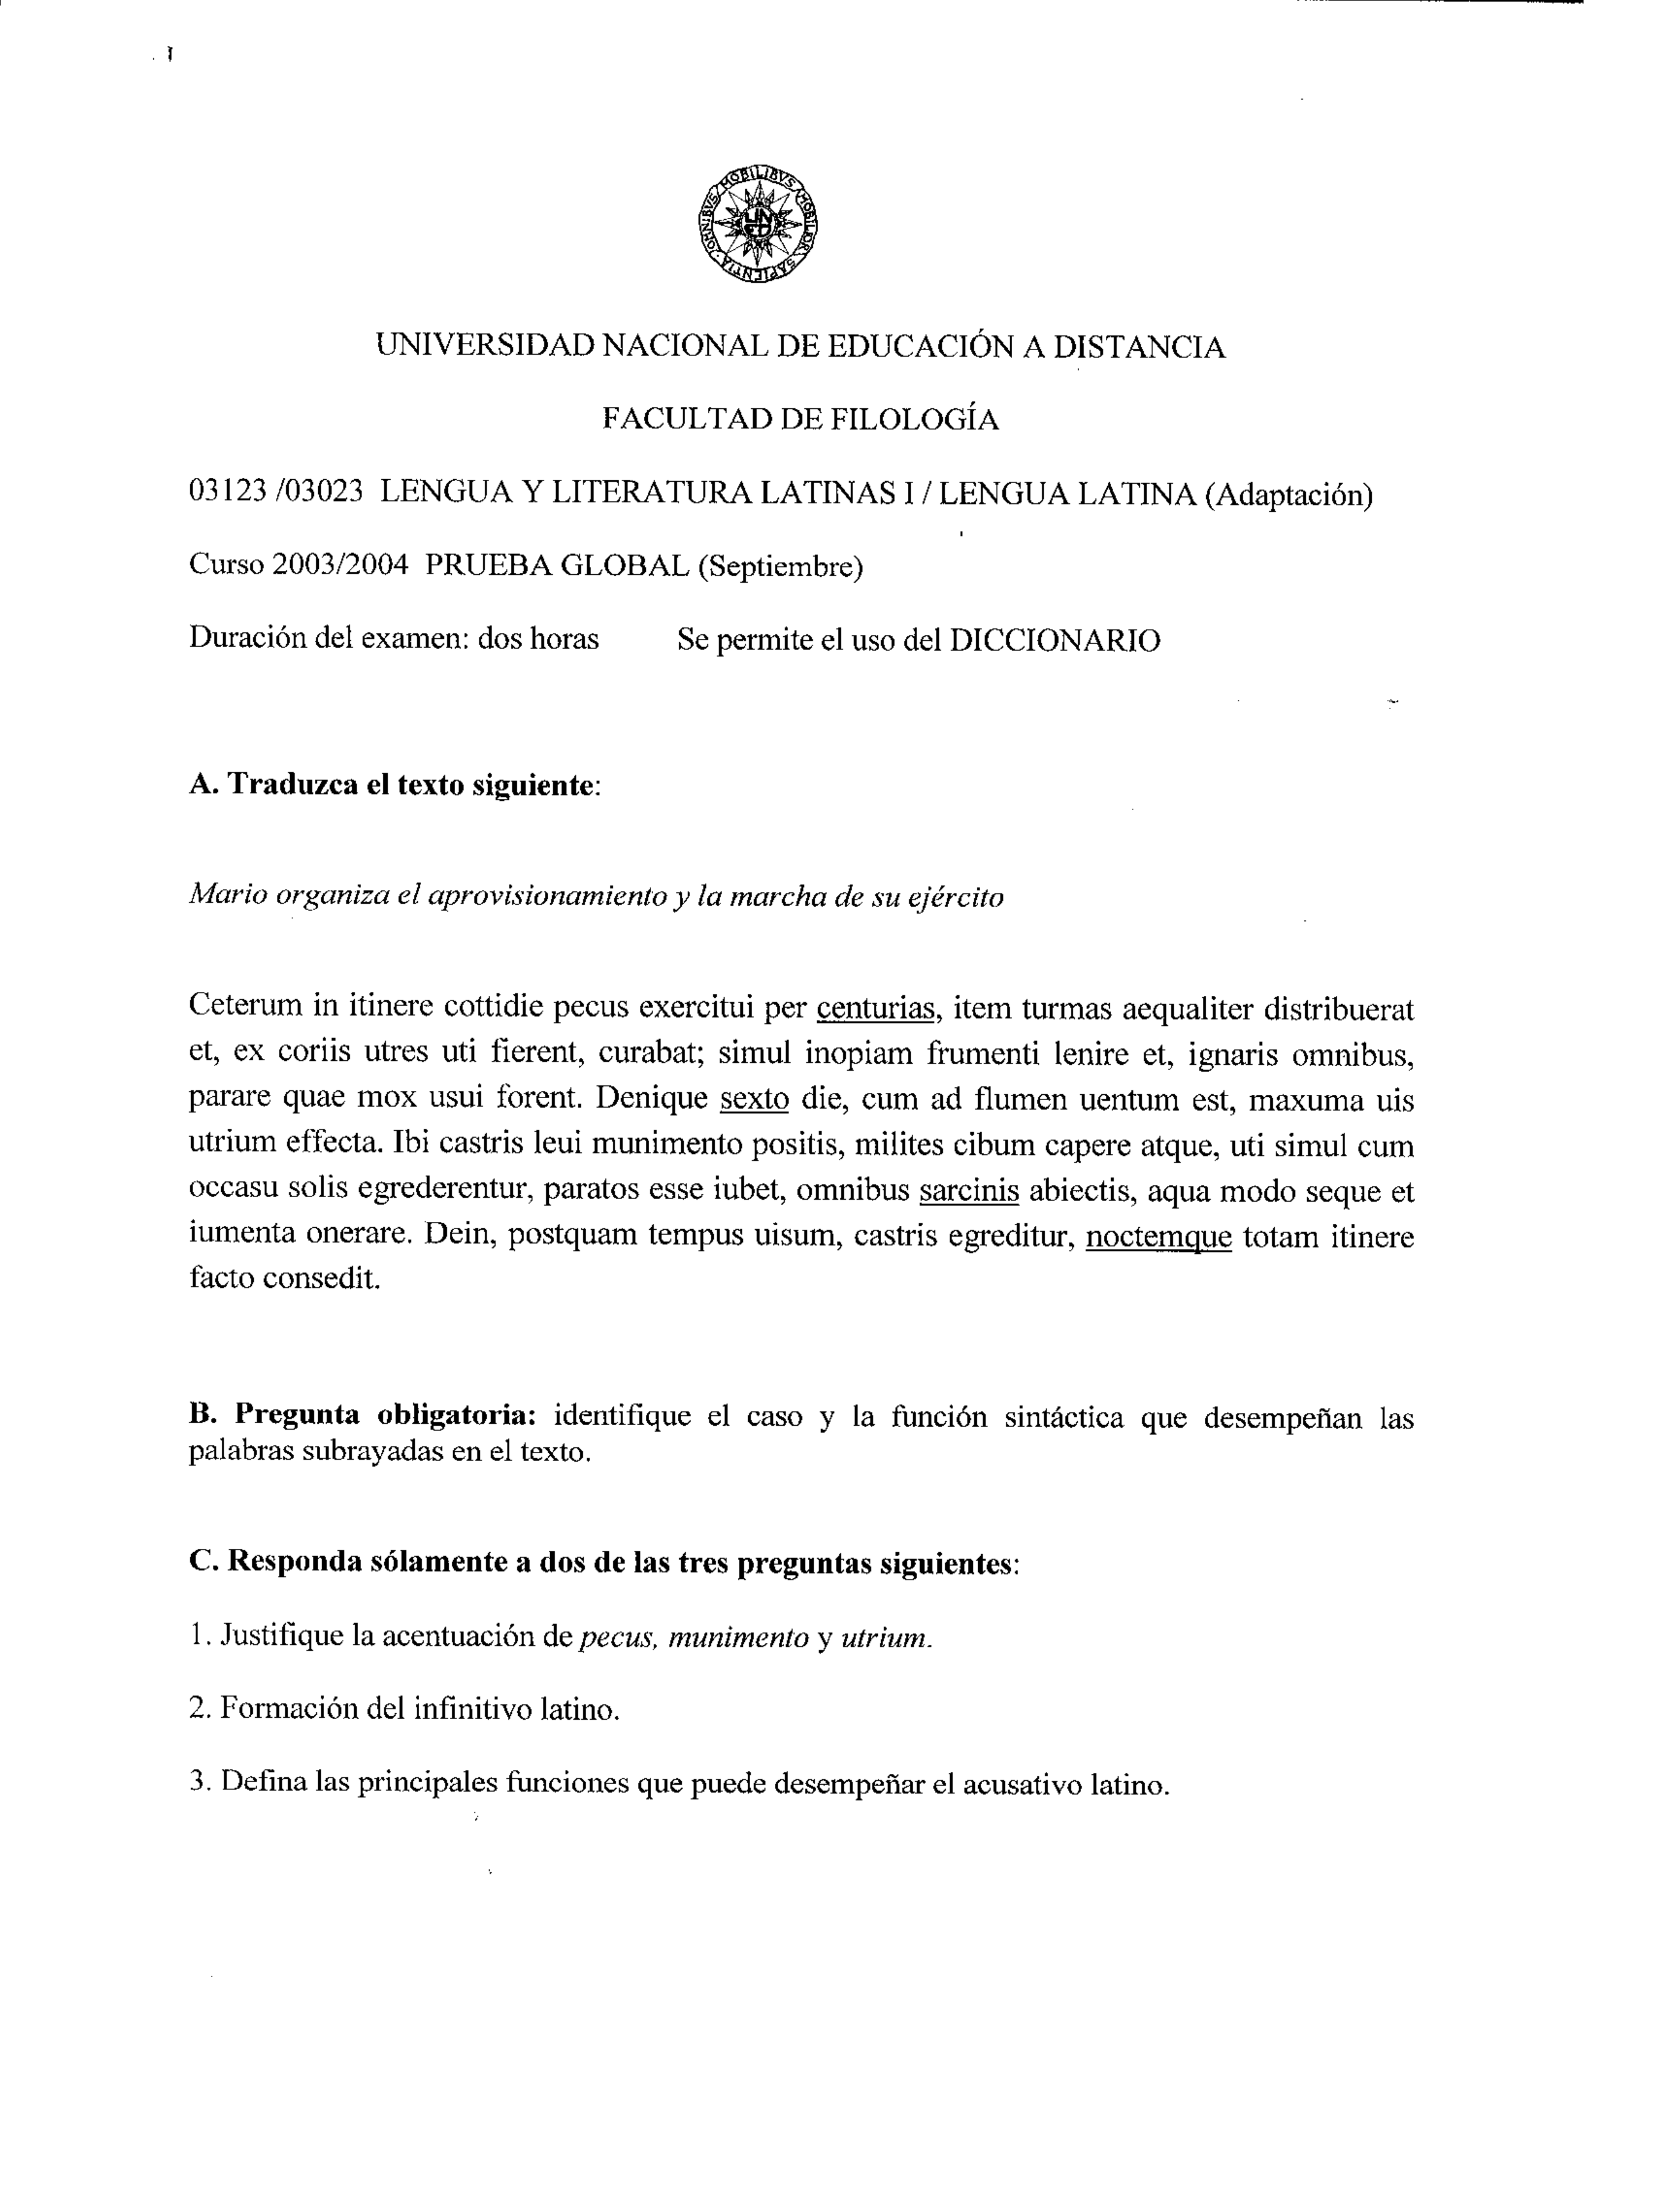 OMNIBVS MOBILIBVS MOBILIOR SAPIENTIA
UNED
UNIVERSIDAD NACIONAL DE EDUCACIÓN A DISTANCIA
FACULTAD DE FILOLOGÍA
03123 /03023 LENGUA Y LITERATURA LATINAS I / LENGUA LATINA (Adaptación)
Curso 2003/2004 PRUEBA GLOBAL (Septiembre)
Duración del examen: dos horas Se permite el uso del DICCIONARIO
A. Traduzca el texto siguiente:
Mario organiza el aprovisionamiento y la marcha de su ejército
Ceterum in itinere cottidie pecus exercitui per centurias, item turmas aequaliter distribuerat
et, ex coriis utres uti fierent, curabat; simul inopiam frumenti lenire et, ignaris omnibus,
parare quae mox usui forent. Denique sexto die, cum ad flumen uentum est, maxuma uis
utrium effecta. Ibi castris leui munimento positis, milites cibum capere atque, uti simul cum
occasu solis egrederentur, paratos esse iubet, omnibus sarcinis abiectis, aqua modo seque et
iumenta onerare. Dein, postquam tempus uisum, castris egreditur, noctemque totam itinere
facto consedit.
B. Pregunta obligatoria: identifique el caso y la función sintáctica que desempeñan las
palabras subrayadas en el texto.
C. Responda sólamente a dos de las tres preguntas siguientes:
1. Justifique la acentuación de pecus, munimento y utrium.
2. Formación del infinitivo latino.
3. Defina las principales funciones que puede desempeñar el acusativo latino.